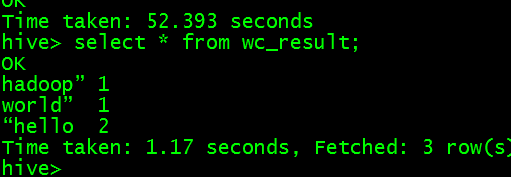 OK
Time taken: 52.393 seconds
hive> select * from wc_result;
OK
hadoop” 1
world”  1
“hello  2
Time taken: 1.17 seconds, Fetched: 3 row(s)
hive>